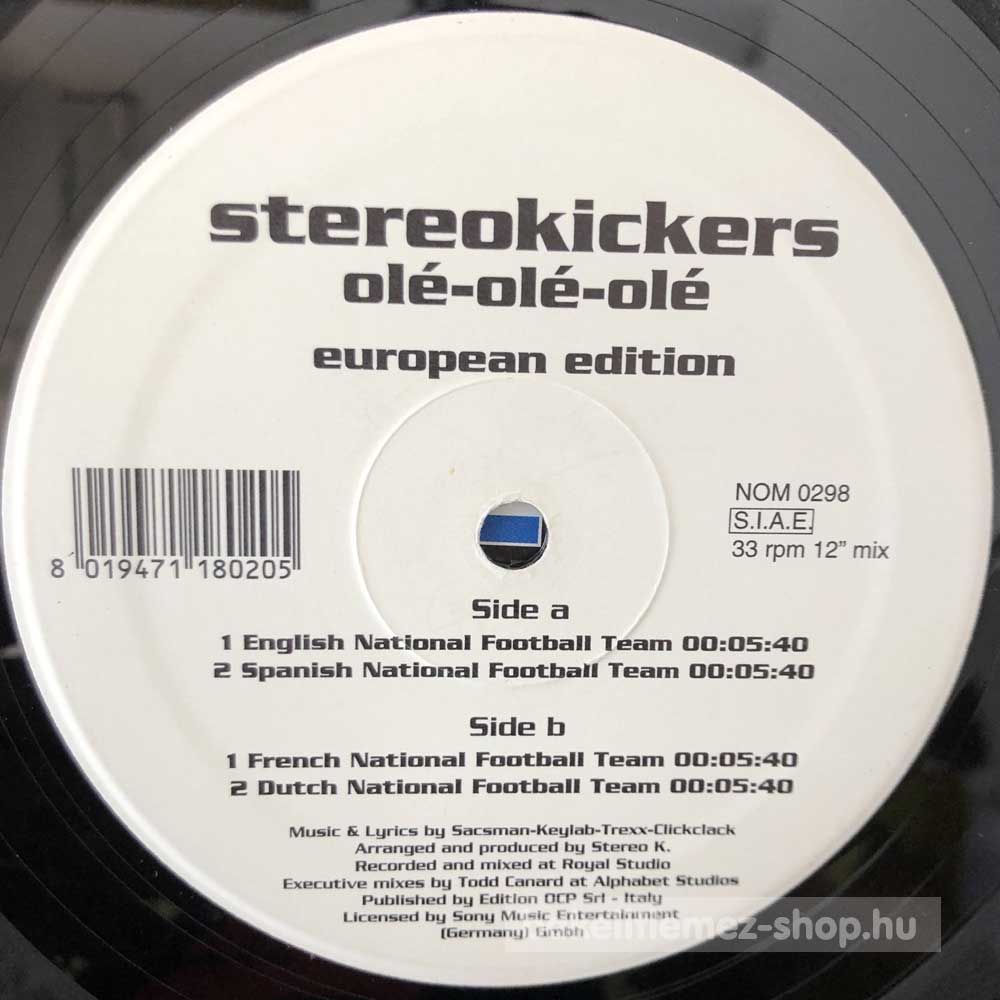 stereokickers
olé-olé-olé
european edition
8 019471 180205
NOM 0298
S.I.A.E.
33 rpm 12” mix
Side a
1 English National Football Team 00:05:40
2 Spanish National Football Team 00:05:40
Side b
1 French National Football Team 00:05:40
2 Dutch National Football Team 00:05:40
Music & Lyrics by Sacsman-Keylab-Trexx-Clickclack
Arranged and produced by Stereo K.
Recorded and mixed at Royal Studio
Executive mixes by Todd Canard at Alphabet Studios
Published by Edition OCP Srl - Italy
Licensed by Sony Music Entertainment
(Germany) Gmbh